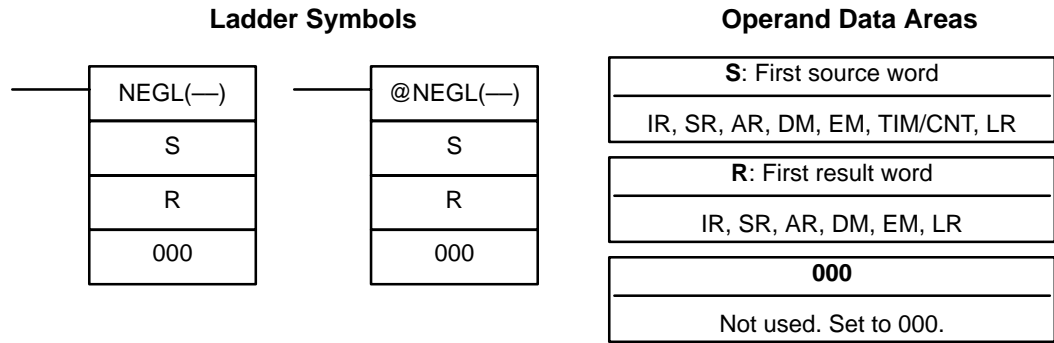 Ladder Symbols
NEGL(––)
S
R
000
@NEGL(––)
S
R
000
Operand Data Areas
S: First source word
IR, SR, AR, DM, EM, TIM/CNT, LR
R: First result word
IR, SR, AR, DM, EM, LR
000
Not used. Set to 000.